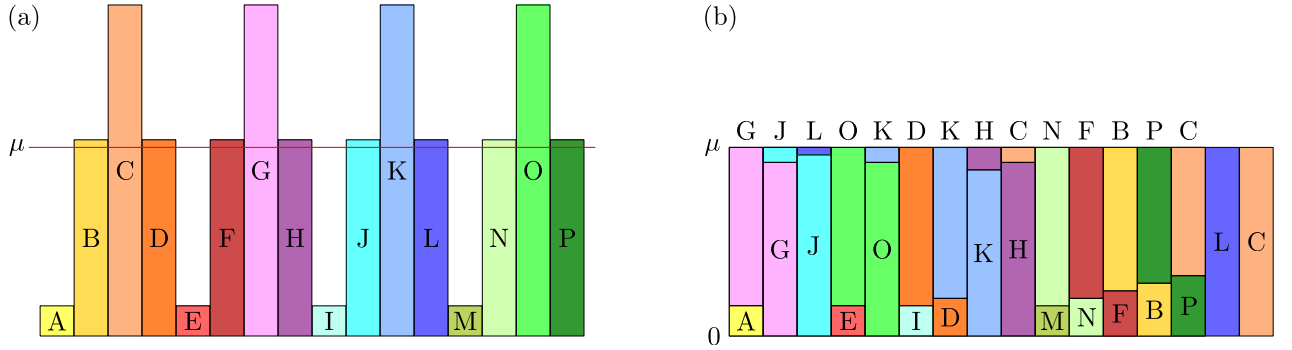 (a)
(b)
G J L O K D K H C N F B P C
μ
μ
C G K O
B D F H J L N P
G J O K H L C
A E I M
A E I D M N F B P
0